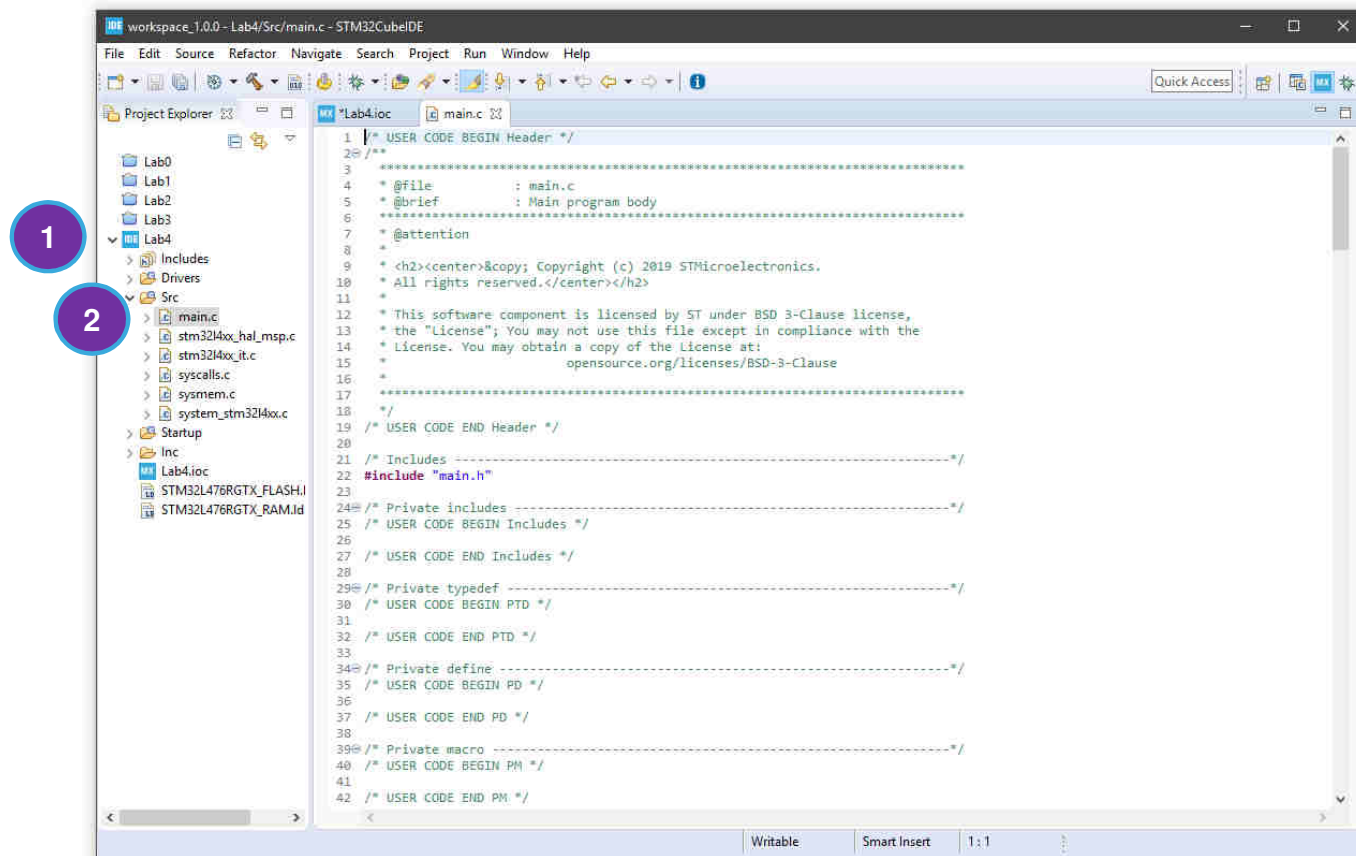 IDE workspace_1.0.0 - Lab4/Src/main.c - STM32CubeIDE
File Edit Source Refactor Navigate Search Project Run Window Help
Quick Access
MX
Project Explorer
MX *Lab4.ioc
main.c
Lab0
Lab1
Lab2
Lab3
1
IDE Lab4
Includes
Drivers
Src
2
main.c
stm32l4xx_hal_msp.c
stm32l4xx_it.c
syscalls.c
sysmem.c
system_stm32l4xx.c
Startup
Inc
MX Lab4.ioc
STM32L476RGTX_FLASH.l
STM32L476RGTX_RAM.ld
1 /* USER CODE BEGIN Header */
2 /**
3 ******************************************************************************
4 * @file : main.c
5 * @brief : Main program body
6 ******************************************************************************
7 * @attention
8 *
9 * <h2><center>&copy; Copyright (c) 2019 STMicroelectronics.
10 * All rights reserved.</center></h2>
11 *
12 * This software component is licensed by ST under BSD 3-Clause license,
13 * the "License"; You may not use this file except in compliance with the
14 * License. You may obtain a copy of the License at:
15 * opensource.org/licenses/BSD-3-Clause
16 *
17 ******************************************************************************
18 */
19 /* USER CODE END Header */
20
21 /* Includes ------------------------------------------------------------------*/
22 #include "main.h"
23
24 /* Private includes ----------------------------------------------------------*/
25 /* USER CODE BEGIN Includes */
26
27 /* USER CODE END Includes */
28
29 /* Private typedef -----------------------------------------------------------*/
30 /* USER CODE BEGIN PTD */
31
32 /* USER CODE END PTD */
33
34 /* Private define ------------------------------------------------------------*/
35 /* USER CODE BEGIN PD */
36
37 /* USER CODE END PD */
38
39 /* Private macro -------------------------------------------------------------*/
40 /* USER CODE BEGIN PM */
41
42 /* USER CODE END PM */
Writable Smart Insert 1 : 1